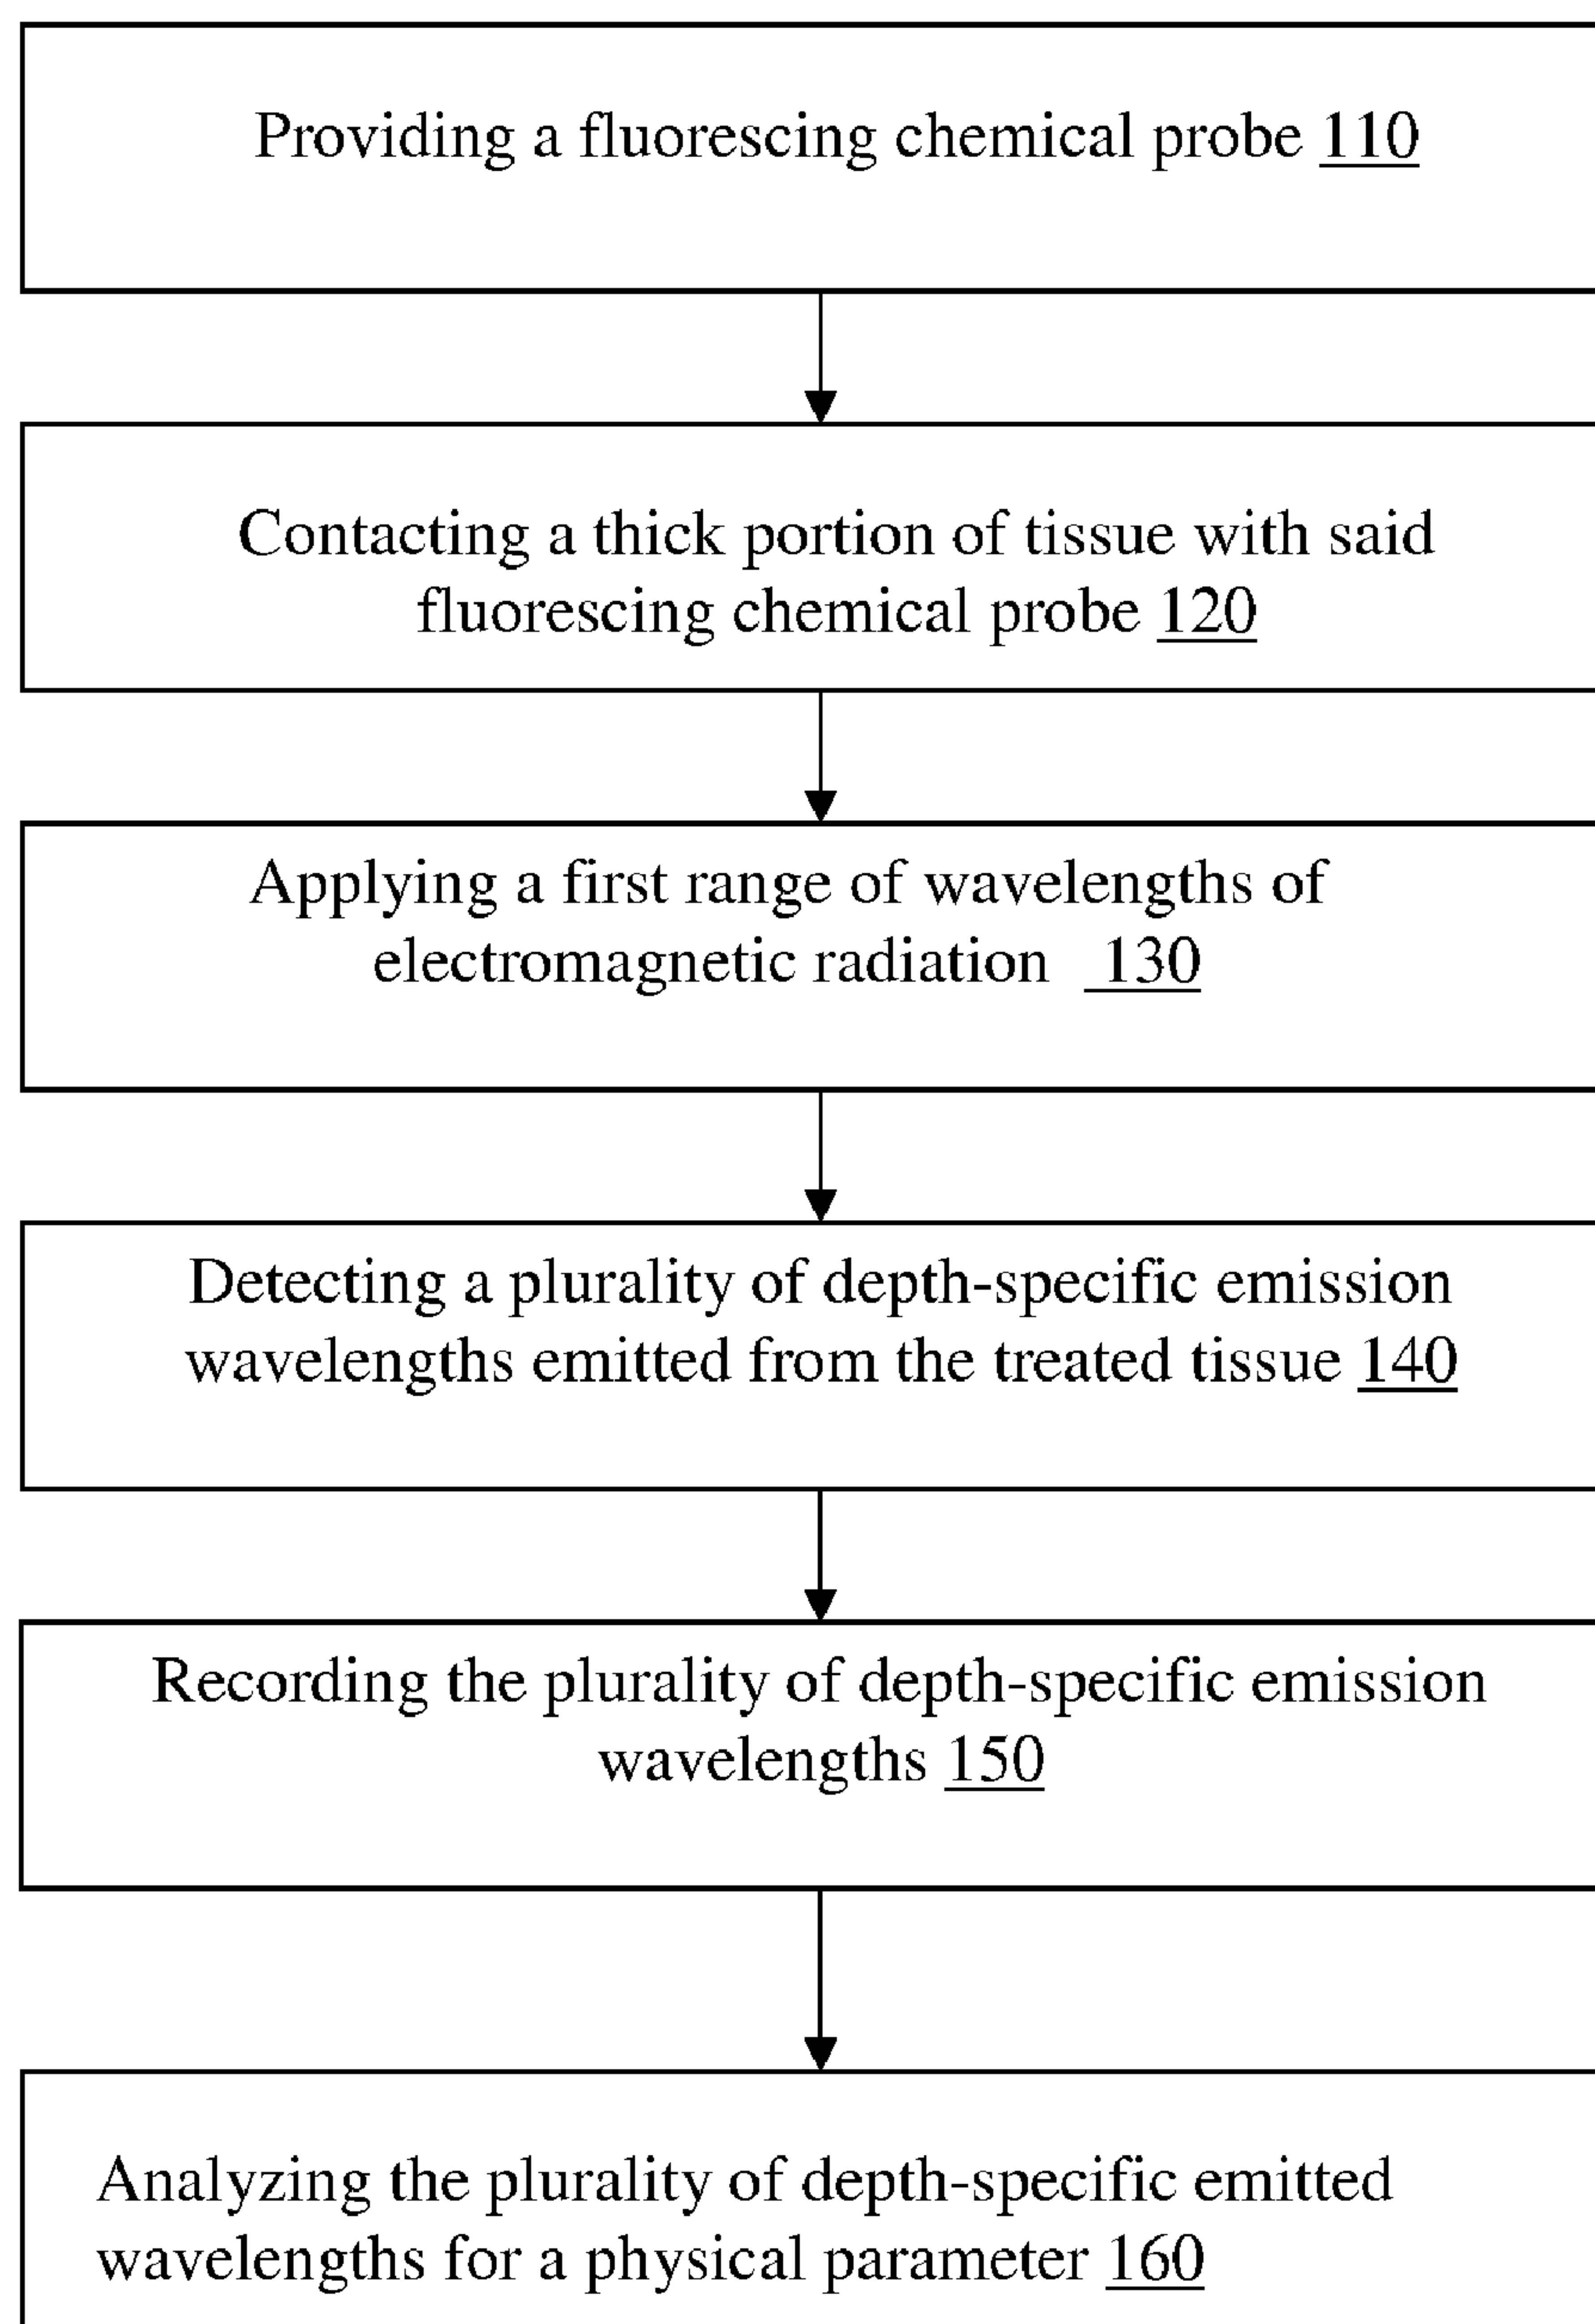 Providing a fluorescing chemical probe 110
Contacting a thick portion of tissue with said
fluorescing chemical probe 120
Applying a first range of wavelengths of
electromagnetic radiation 130
Detecting a plurality of depth-specific emission
wavelengths emitted from the treated tissue 140
Recording the plurality of depth-specific emission
wavelengths 150
Analyzing the plurality of depth-specific emitted
wavelengths for a physical parameter 160